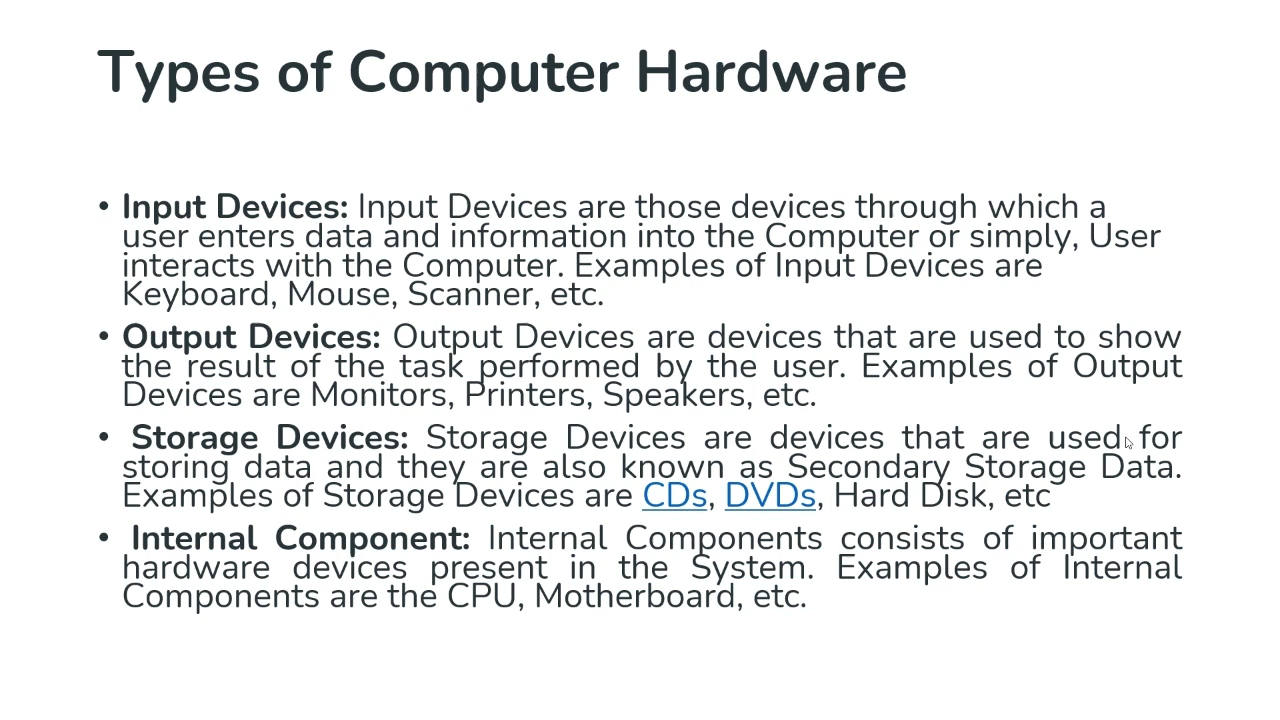 Types of Computer Hardware
• Input Devices: Input Devices are those devices through which a
user enters data and information into the Computer or simply, User
interacts with the Computer. Examples of Input Devices are
Keyboard, Mouse, Scanner, etc.
• Output Devices: Output Devices are devices that are used to show
the result of the task performed by the user. Examples of Output
Devices are Monitors, Printers, Speakers, etc.
• Storage Devices: Storage Devices are devices that are used for
storing data and they are also known as Secondary Storage Data.
Examples of Storage Devices are CDs, DVDs, Hard Disk, etc
• Internal Component: Internal Components consists of important
hardware devices present in the System. Examples of Internal
Components are the CPU, Motherboard, etc.